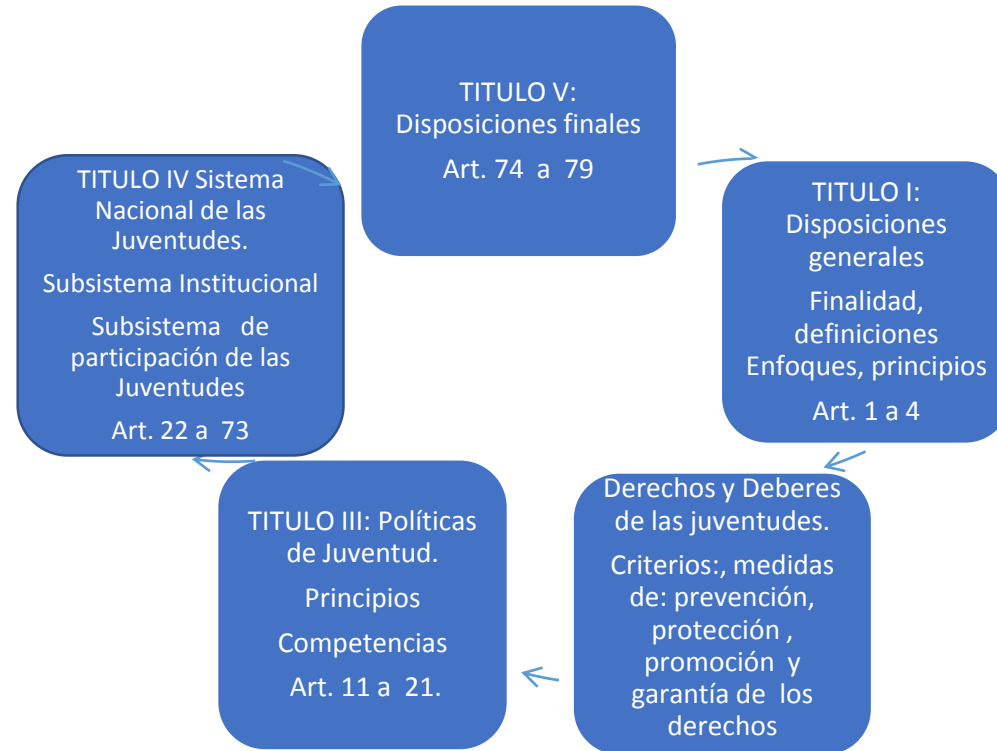 TITULO V:
Disposiciones finales
Art. 74 a 79
TITULO I:
Disposiciones
generales
Finalidad,
definiciones
Enfoques, principios
Art. 1 a 4
Derechos y Deberes
de las juventudes.
Criterios:, medidas
de: prevención,
protección ,
promoción y
garantía de los
derechos
TITULO III: Políticas
de Juventud.
Principios
Competencias
Art. 11 a 21.
TITULO IV Sistema
Nacional de las
Juventudes.
Subsistema Institucional
Subsistema de
participación de las
Juventudes
Art. 22 a 73